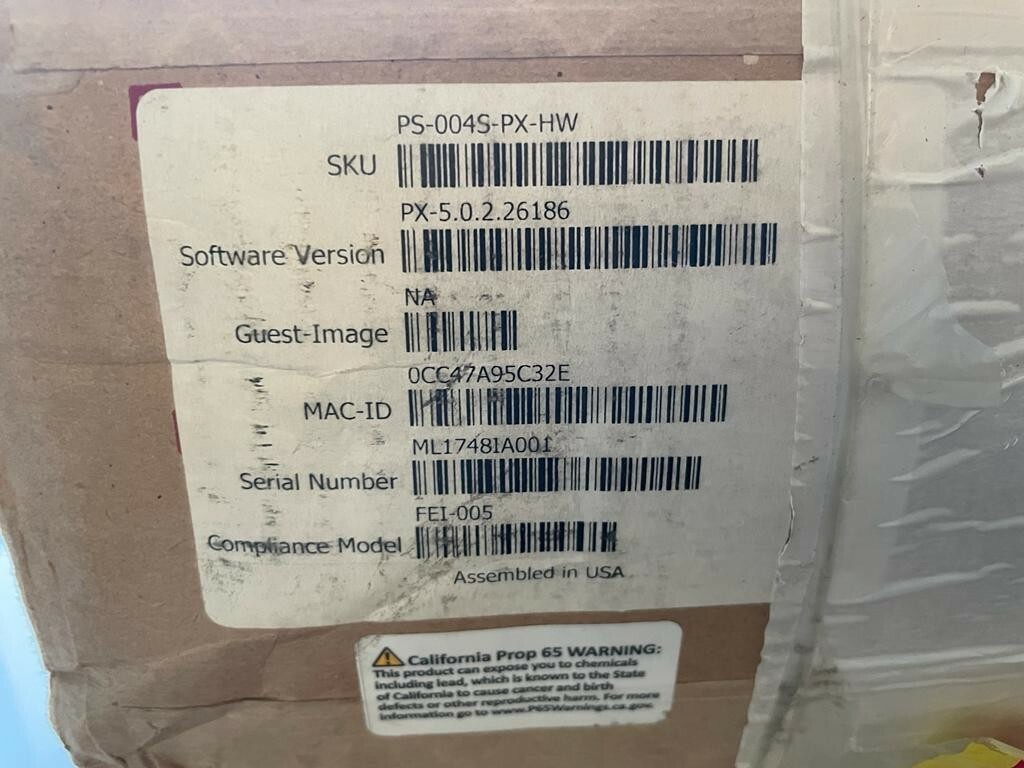 PS-004S-PX-HW
SKU
PX-5.0.2.26186
Software Version
NA
Guest-Image
0CC47A95C32E
MAC-ID
ML1748IA001
Serial Number
FEI-005
Compliance Model
Assembled in USA
California Prop 65 WARNING:
This product can expose you to chemicals
including lead, which is known to the State
of California to cause cancer and birth
defects or other reproductive harm. For more
information go to www.P65Warnings.ca.gov.